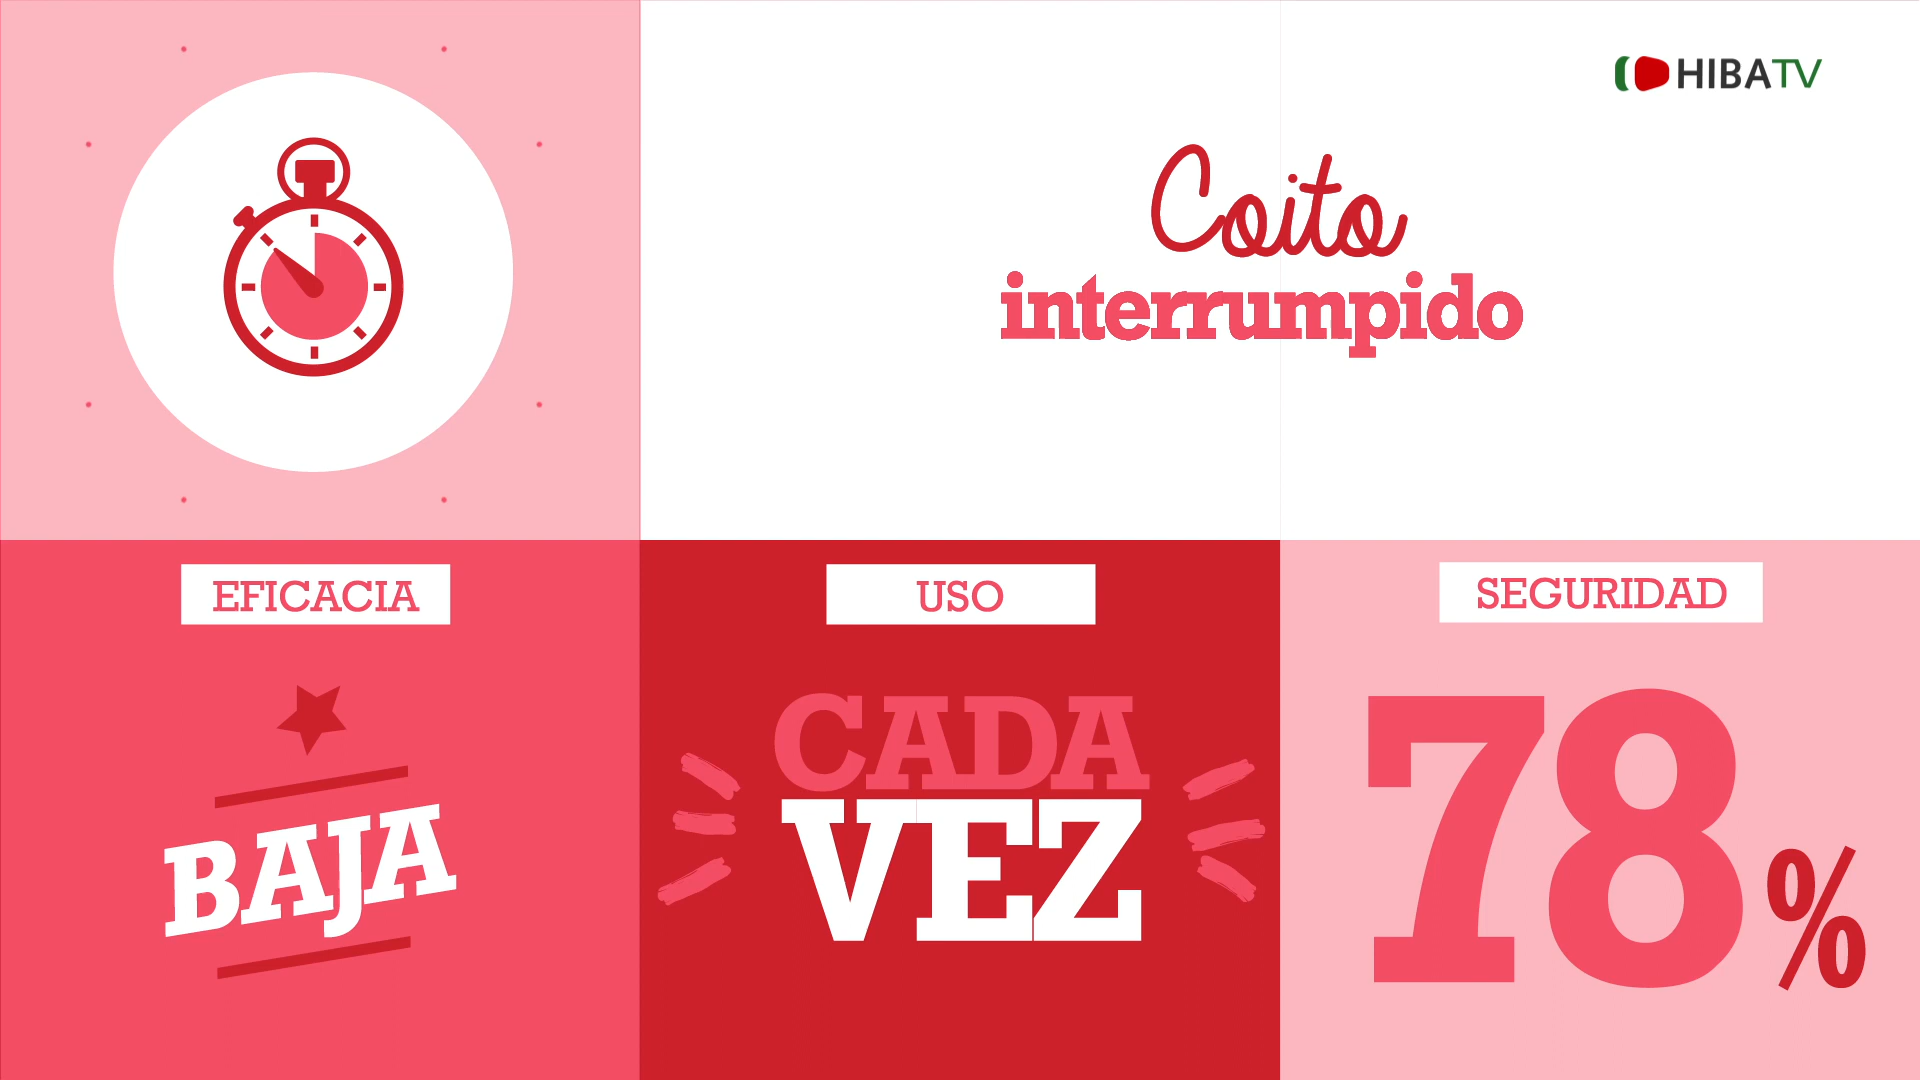 HIBATV
Coito
interrumpido
EFICACIA
BAJA
USO
CADA
VEZ
SEGURIDAD
78%